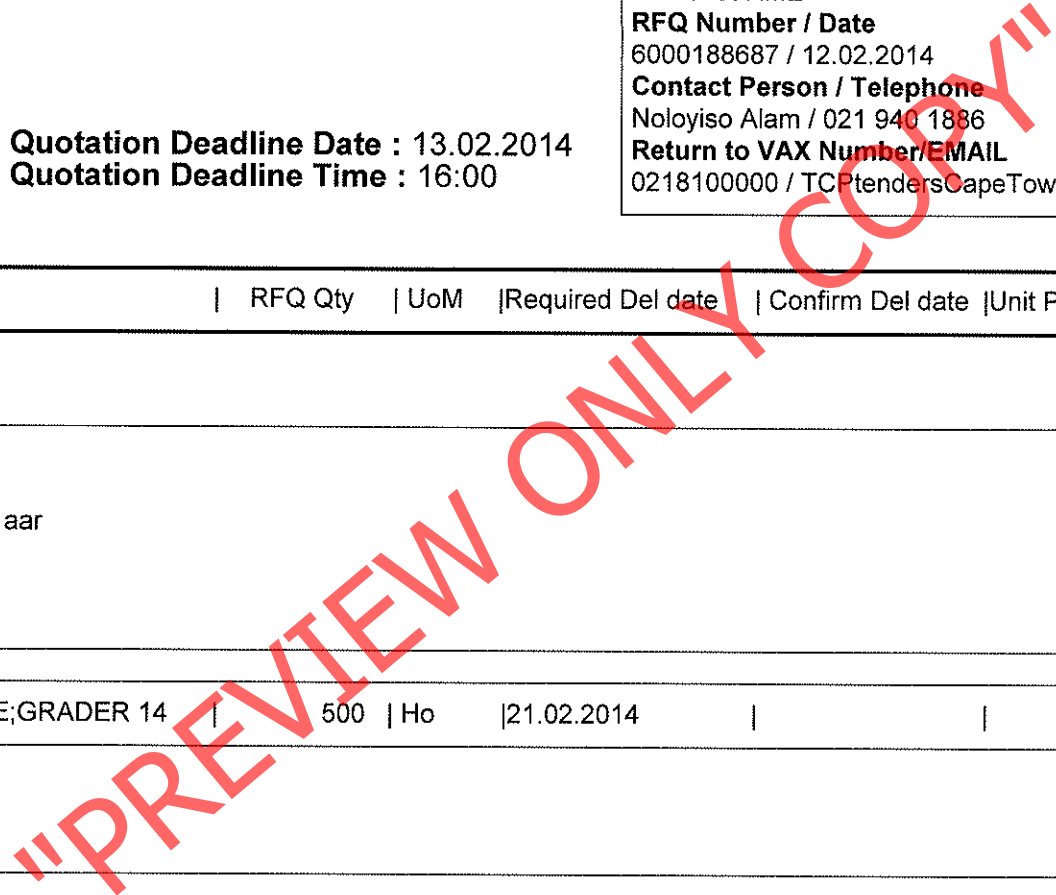 RFQ Number / Date
6000188687 / 12.02.2014
Contact Person / Telephone
Noloyiso Alam / 021 940 1886
Quotation Deadline Date : 13.02.2014
Return to VAX Number/EMAIL
Quotation Deadline Time : 16:00
0218100000 / TCPtendersCapeTow
| RFQ Qty | UoM |Required Del date | Confirm Del date |Unit P
aar
E;GRADER 14 | 500 | Ho |21.02.2014 | |
"PREVIEW ONLY COPY"